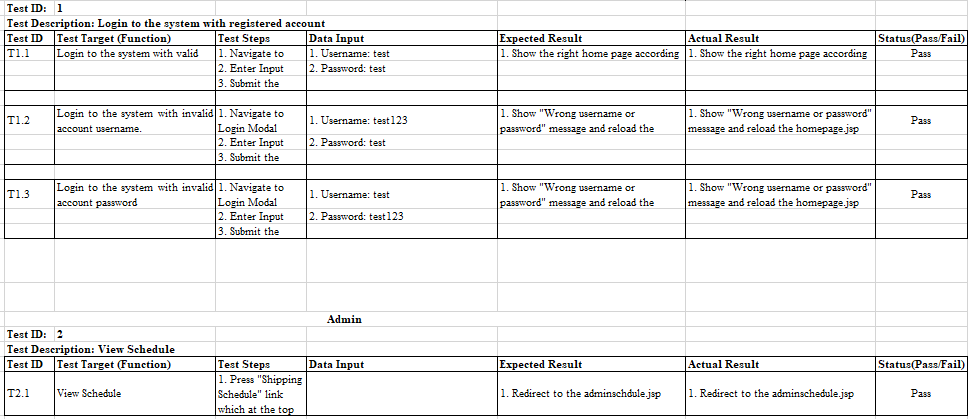 Test ID: 1
Test Description: Login to the system with registered account
Test ID Test Target (Function) Test Steps Data Input Expected Result Actual Result Status(Pass/Fail)
T1.1 Login to the system with valid 1. Navigate to 1. Username: test 1. Show the right home page according 1. Show the right home page according Pass
2. Enter Input 2. Password: test
3. Submit the
T1.2 Login to the system with invalid account username. 1. Navigate to Login Modal 1. Username: test123 1. Show "Wrong username or password" message and reload the 1. Show "Wrong username or password" message and reload the homepage.jsp Pass
2. Enter Input 2. Password: test
3. Submit the
T1.3 Login to the system with invalid account password 1. Navigate to Login Modal 1. Username: test 1. Show "Wrong username or password" message and reload the 1. Show "Wrong username or password" message and reload the homepage.jsp Pass
2. Enter Input 2. Password: test123
3. Submit the
Admin
Test ID: 2
Test Description: View Schedule
Test ID Test Target (Function) Test Steps Data Input Expected Result Actual Result Status(Pass/Fail)
T2.1 View Schedule 1. Press "Shipping Schedule" link which at the top 1. Redirect to the adminschdule.jsp 1. Redirect to the adminschedule.jsp Pass